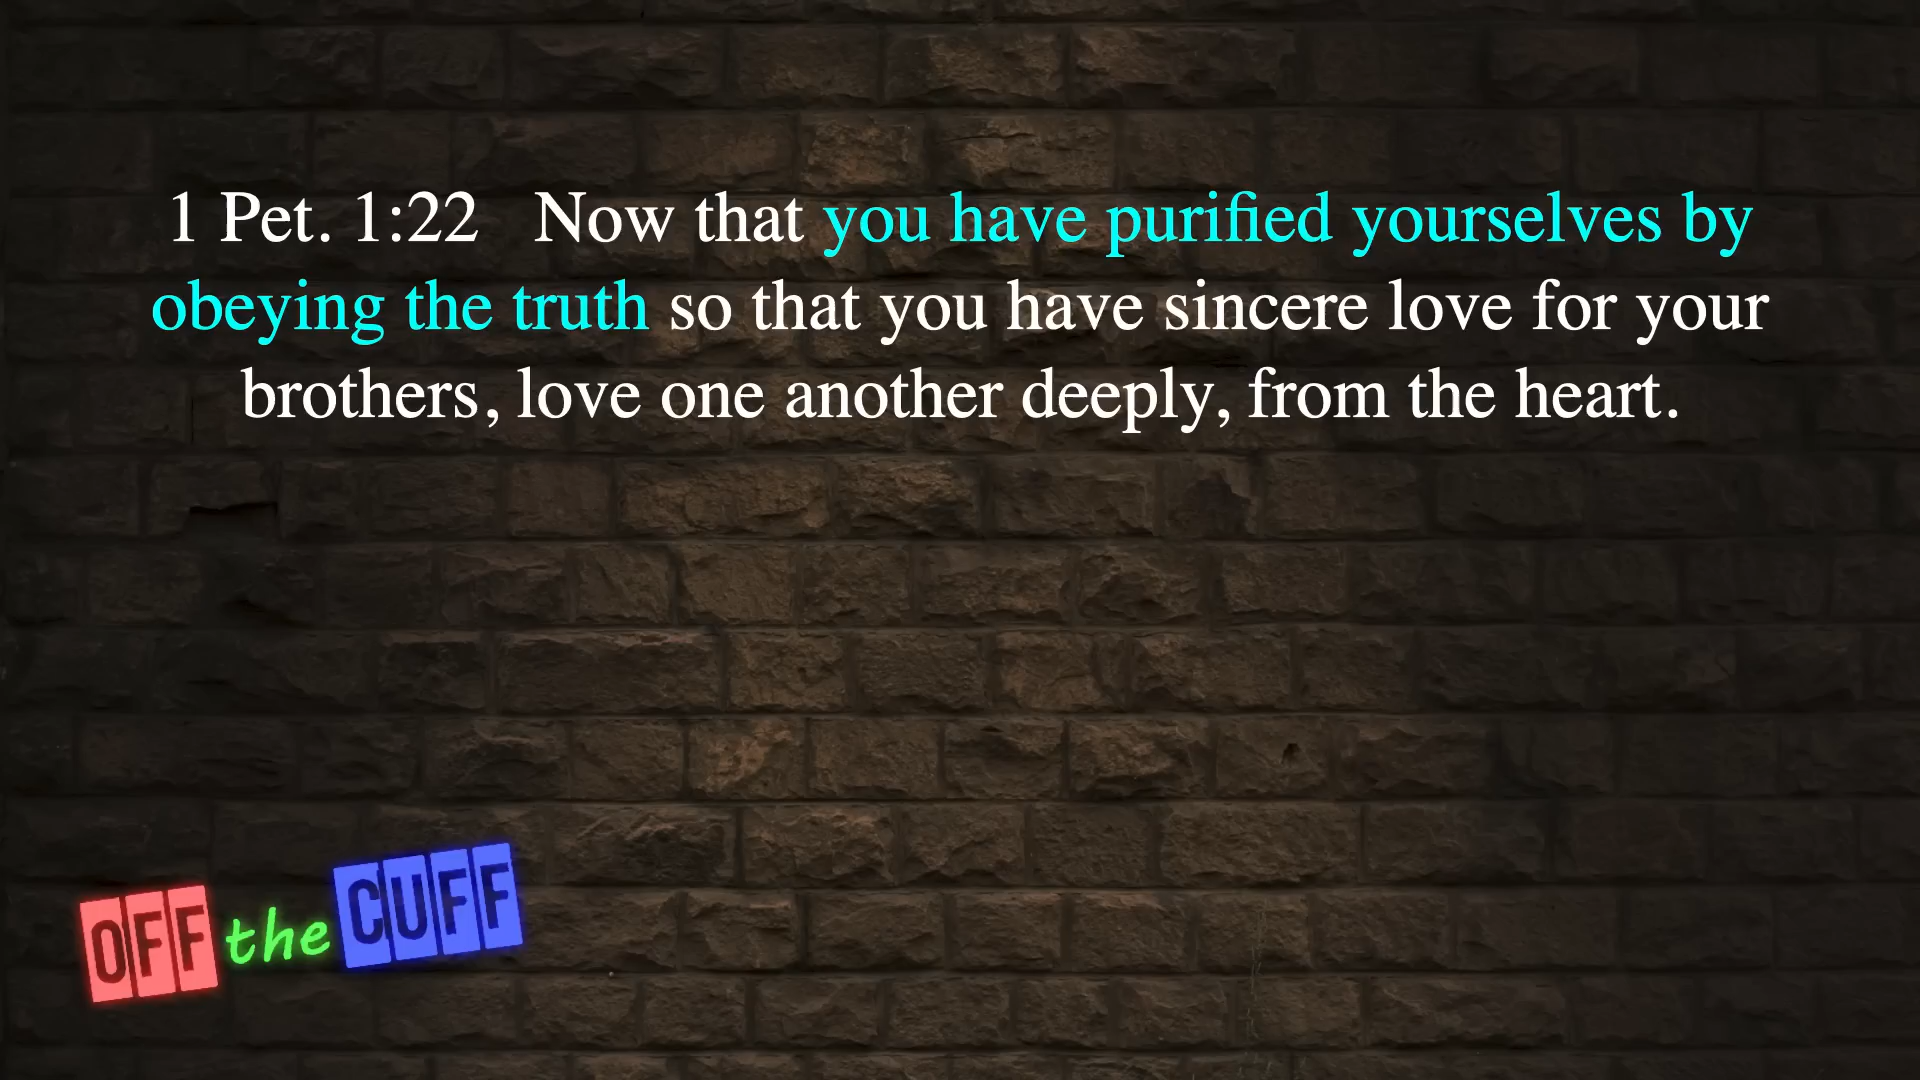 1 Pet. 1:22 Now that you have purified yourselves by
obeying the truth so that you have sincere love for your
brothers, love one another deeply, from the heart.
OFF the CUFF